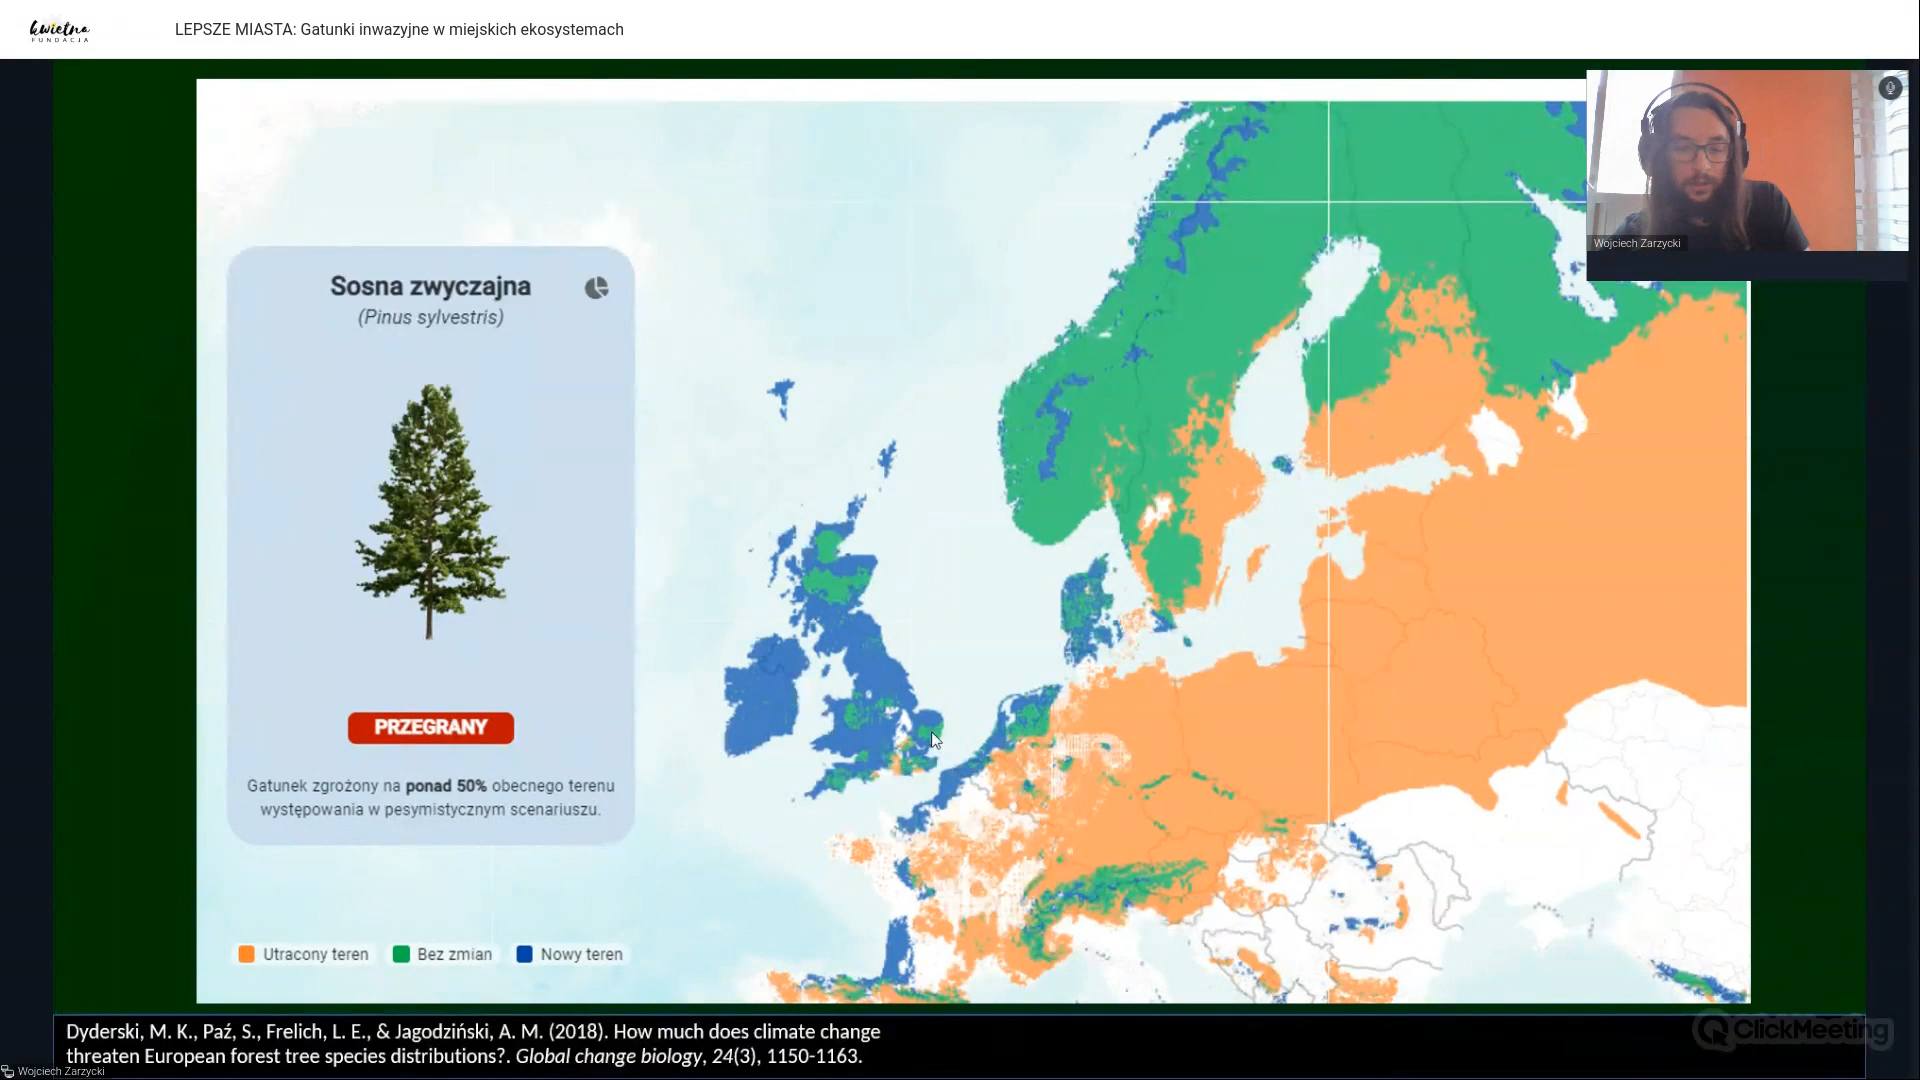 kwietna
FUNDACJA
LEPSZE MIASTA: Gatunki inwazyjne w miejskich ekosystemach
Wojciech Zarzycki
Sosna zwyczajna
(Pinus sylvestris)
PRZEGRANY
Gatunek zgrożony na ponad 50% obecnego terenu
występowania w pesymistycznym scenariuszu.
Utracony teren
Bez zmian
Nowy teren
Dyderski, M. K., Paź, S., Frelich, L. E., & Jagodziński, A. M. (2018). How much does climate change
threaten European forest tree species distributions?. Global change biology, 24(3), 1150-1163.
ClickMeeting
Wojciech Zarzycki